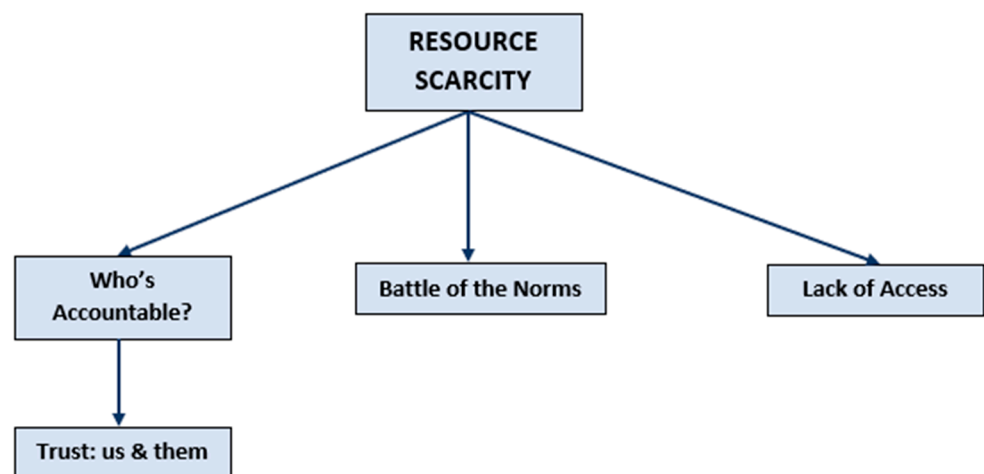 RESOURCE
SCARCITY
Who’s
Accountable?
Battle of the Norms
Lack of Access
Trust: us & them